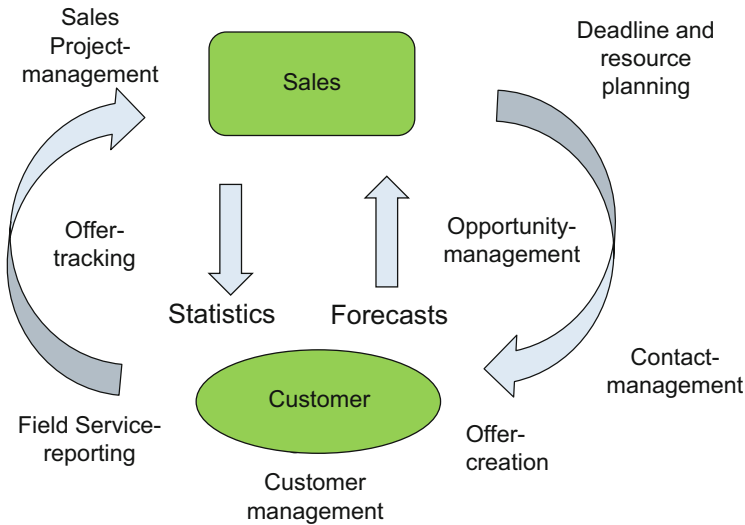 Sales
Project-
management
Sales
Deadline and
resource
planning
Offer-
tracking
Opportunity-
management
Statistics
Forecasts
Contact-
management
Customer
Field Service-
reporting
Offer-
creation
Customer
management